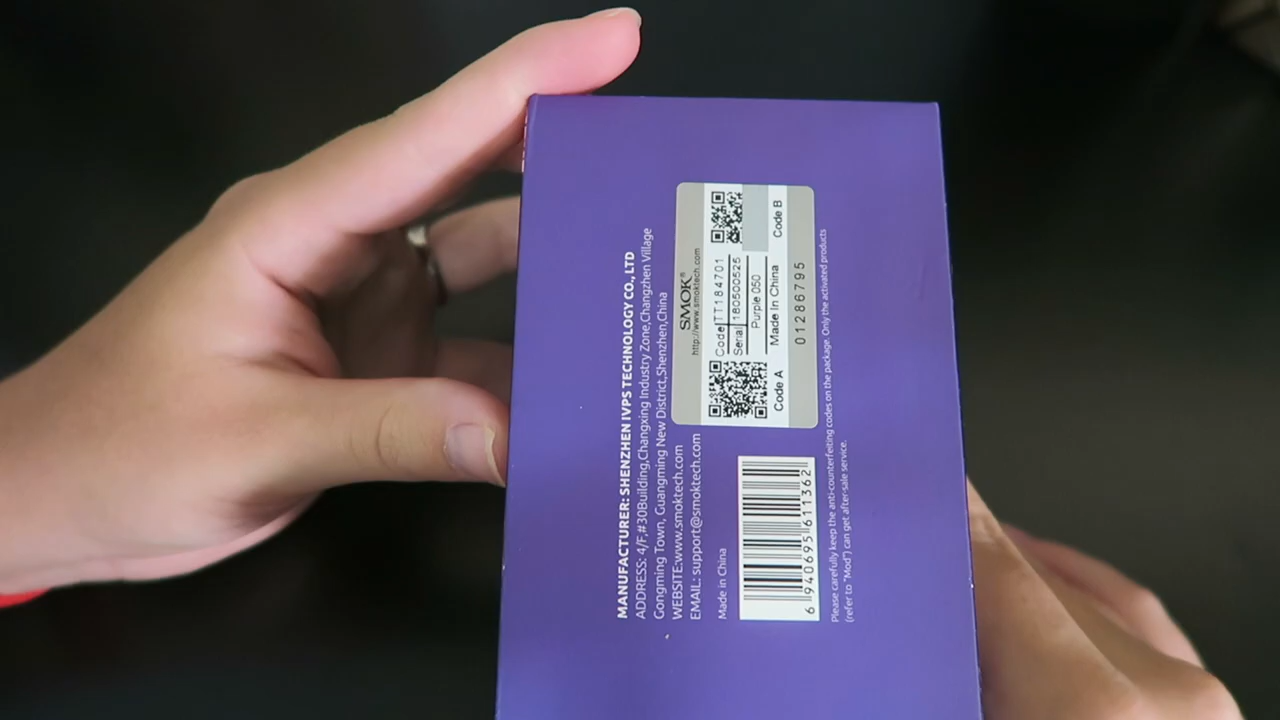 MANUFACTURER: SHENZHEN IVPS TECHNOLOGY CO., LTD
ADDRESS: 4/F,#30Building,Changxing Industry Zone,Changzhen Village
Gongming Town, Guangming New District,Shenzhen,China
WEBSITE:www.smoktech.com
EMAIL: support@smoktech.com
Made in China
SMOK®
http://www.smoktech.com
Code TT184701
Serial 180500525
Purple 050
Code A Made In China Code B
01286795
6 940695 611362
Please carefully keep the anti-counterfeiting codes on the package. Only the activated products
(refer to "Mod") can get after-sale service.